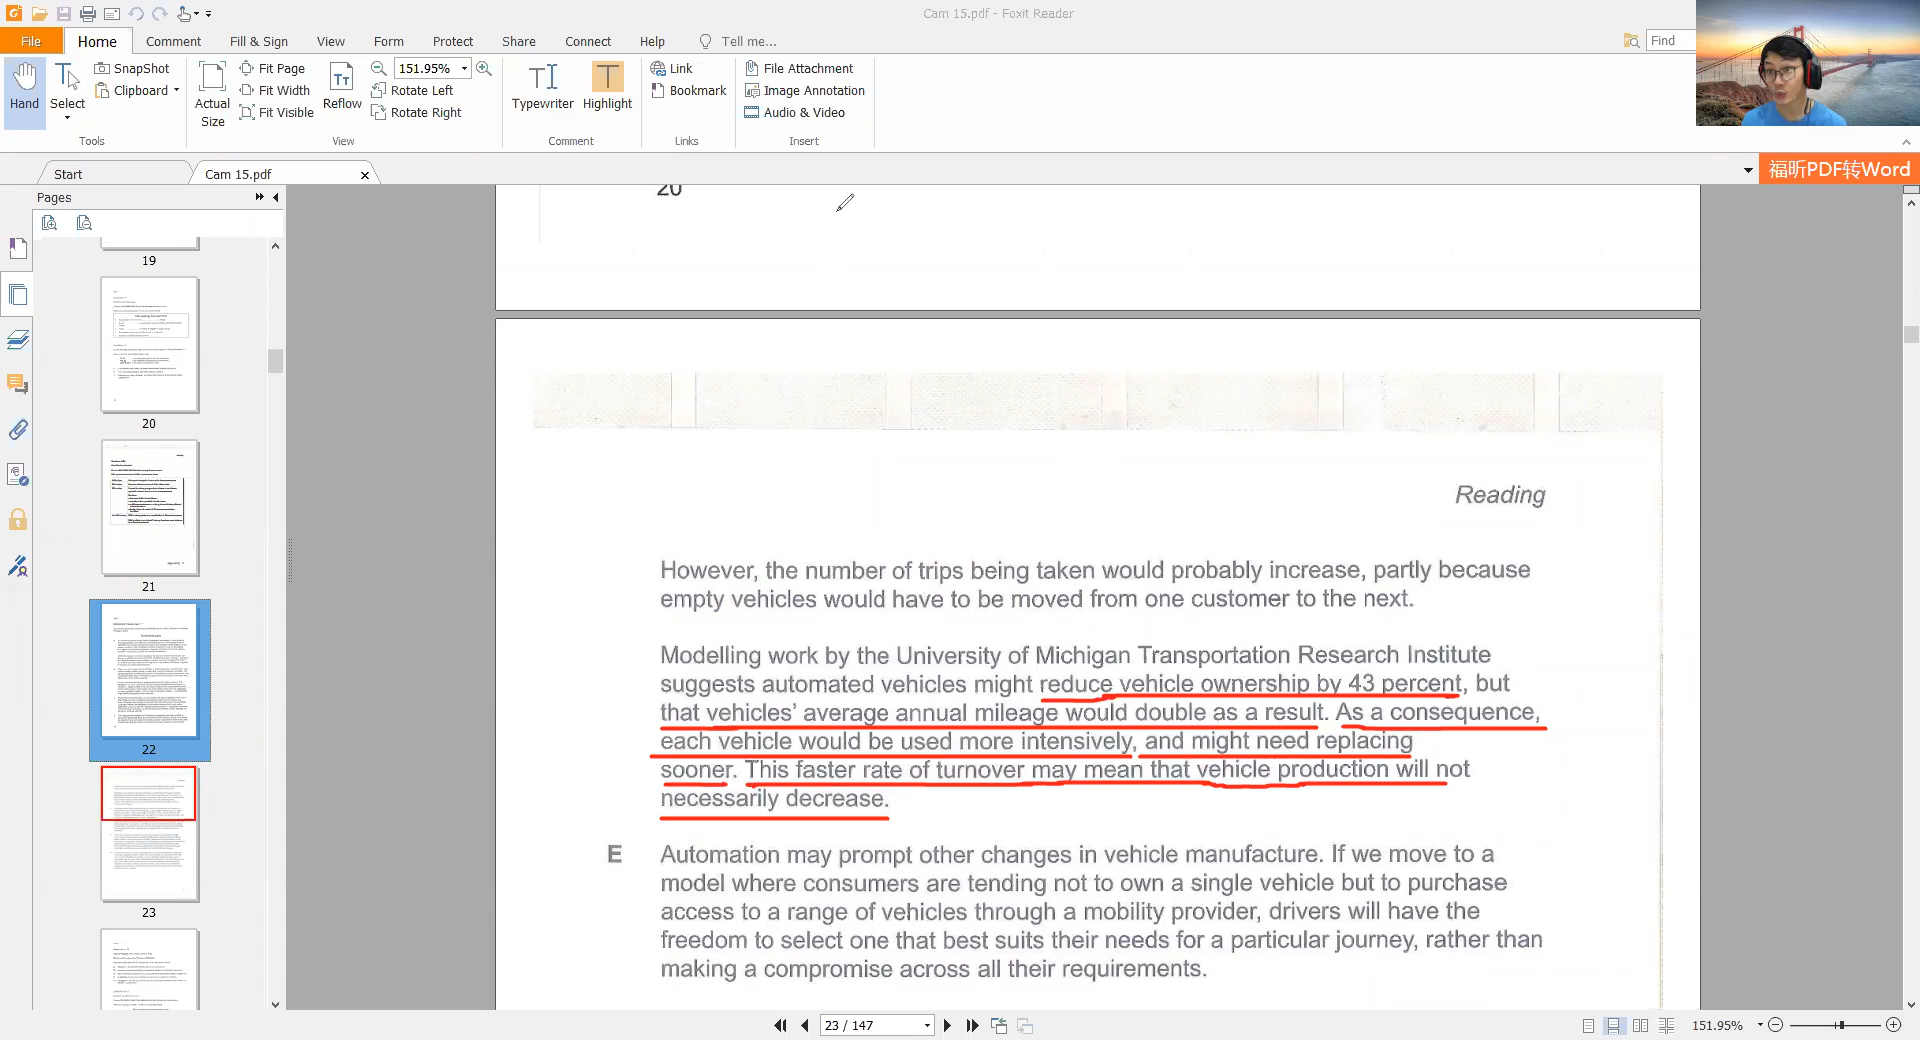 Cam 15.pdf - Foxit Reader
File Home Comment Fill & Sign View Form Protect Share Connect Help Tell me... Find
Hand
Select
SnapShot
Clipboard
Tools
Actual
Size
Fit Page
Fit Width
Fit Visible
Reflow
151.95%
Rotate Left
Rotate Right
View
Typewriter
Highlight
Comment
Link
Bookmark
Links
File Attachment
Image Annotation
Audio & Video
Insert
Start
Cam 15.pdf
福昕PDF转Word
Pages
19
20
21
22
23
20
Reading
However, the number of trips being taken would probably increase, partly because
empty vehicles would have to be moved from one customer to the next.
Modelling work by the University of Michigan Transportation Research Institute
suggests automated vehicles might reduce vehicle ownership by 43 percent, but
that vehicles' average annual mileage would double as a result. As a consequence,
each vehicle would be used more intensively, and might need replacing
sooner. This faster rate of turnover may mean that vehicle production will not
necessarily decrease.
E Automation may prompt other changes in vehicle manufacture. If we move to a
model where consumers are tending not to own a single vehicle but to purchase
access to a range of vehicles through a mobility provider, drivers will have the
freedom to select one that best suits their needs for a particular journey, rather than
making a compromise across all their requirements.
23 / 147
151.95%